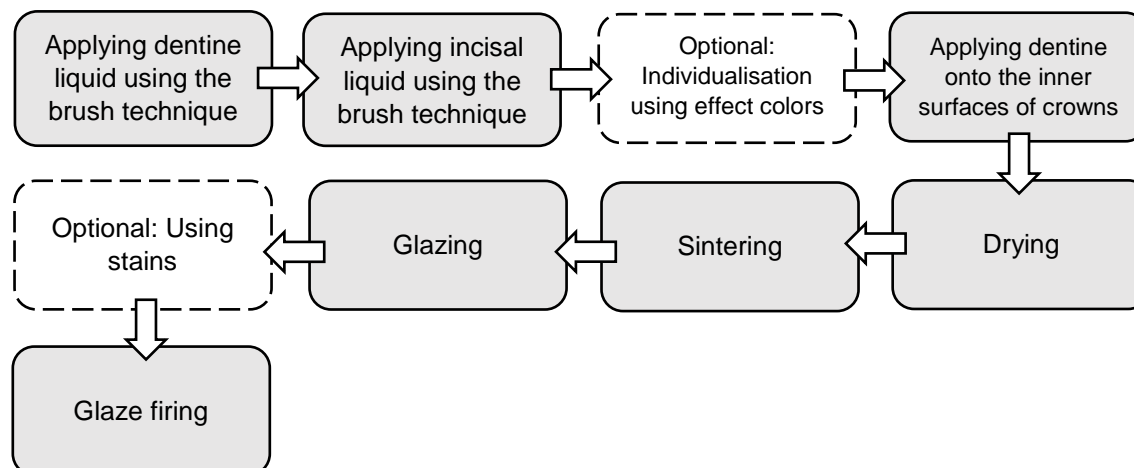 Applying dentine
liquid using the
brush technique
Applying incisal
liquid using the
brush technique
Optional:
Individualisation
using effect colors
Applying dentine
onto the inner
surfaces of crowns
Drying
Sintering
Glazing
Optional: Using
stains
Glaze firing